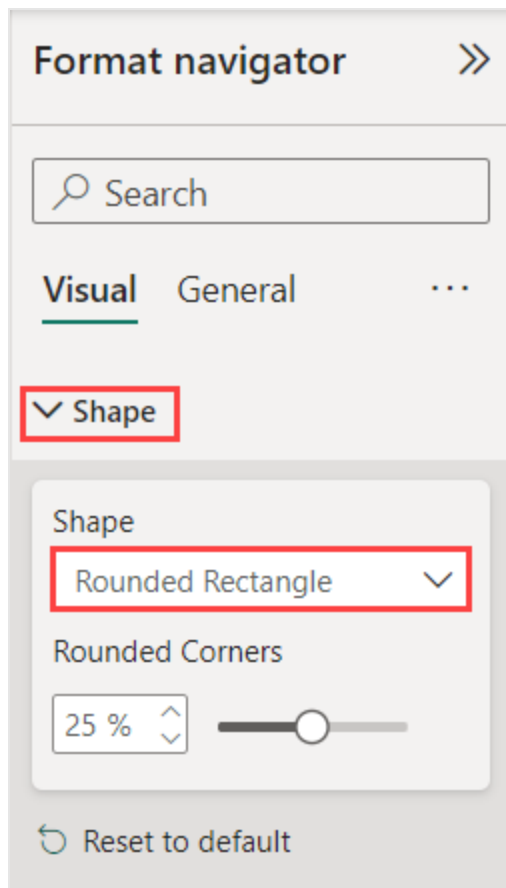 Format navigator
Search
Visual General
Shape
Shape
Rounded Rectangle
Rounded Corners
25 %
Reset to default